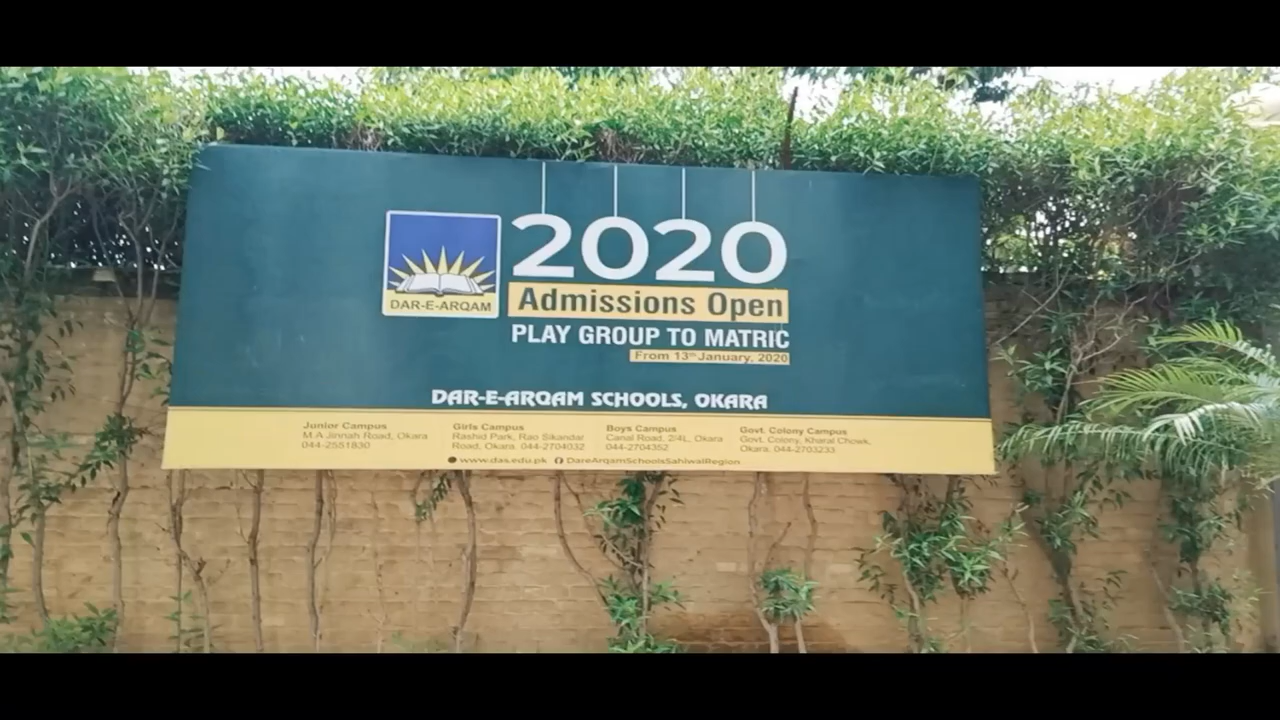 2020
DAR-E-ARQAM
Admissions Open
PLAY GROUP TO MATRIC
From 13th January, 2020
DAR-E-ARQAM SCHOOLS, OKARA
Junior Campus
M.A Jinnah Road, Okara
044-2551830
Girls Campus
Rashid Park, Rao Sikandar
Road, Okara. 044-2704032
Boys Campus
Canal Road, 2/4L, Okara
044-2704352
Govt. Colony Campus
Govt. Colony, Kharal Chowk,
Okara. 044-2703233
www.das.edu.pk DareArqamSchoolsSahiwalRegion